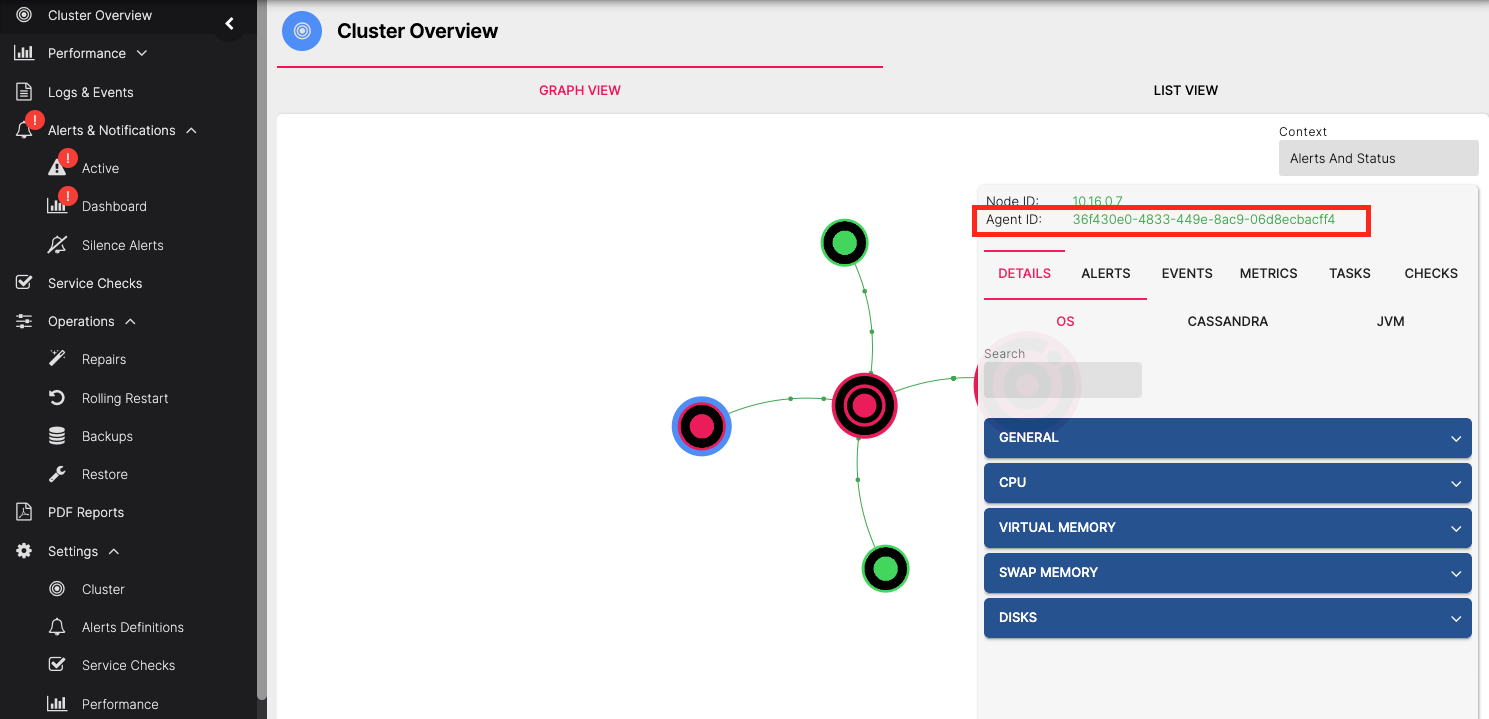 Cluster Overview
Performance
Logs & Events
!
Alerts & Notifications
!
Active
!
Dashboard
Silence Alerts
Service Checks
Operations
Repairs
Rolling Restart
Backups
Restore
PDF Reports
Settings
Cluster
Alerts Definitions
Service Checks
Performance
Cluster Overview
GRAPH VIEW LIST VIEW
Context
Alerts And Status
Node ID: 10.16.0.7
Agent ID: 36f430e0-4833-449e-8ac9-06d8ecbacff4
DETAILS ALERTS EVENTS METRICS TASKS CHECKS
OS CASSANDRA JVM
Search
GENERAL
CPU
VIRTUAL MEMORY
SWAP MEMORY
DISKS